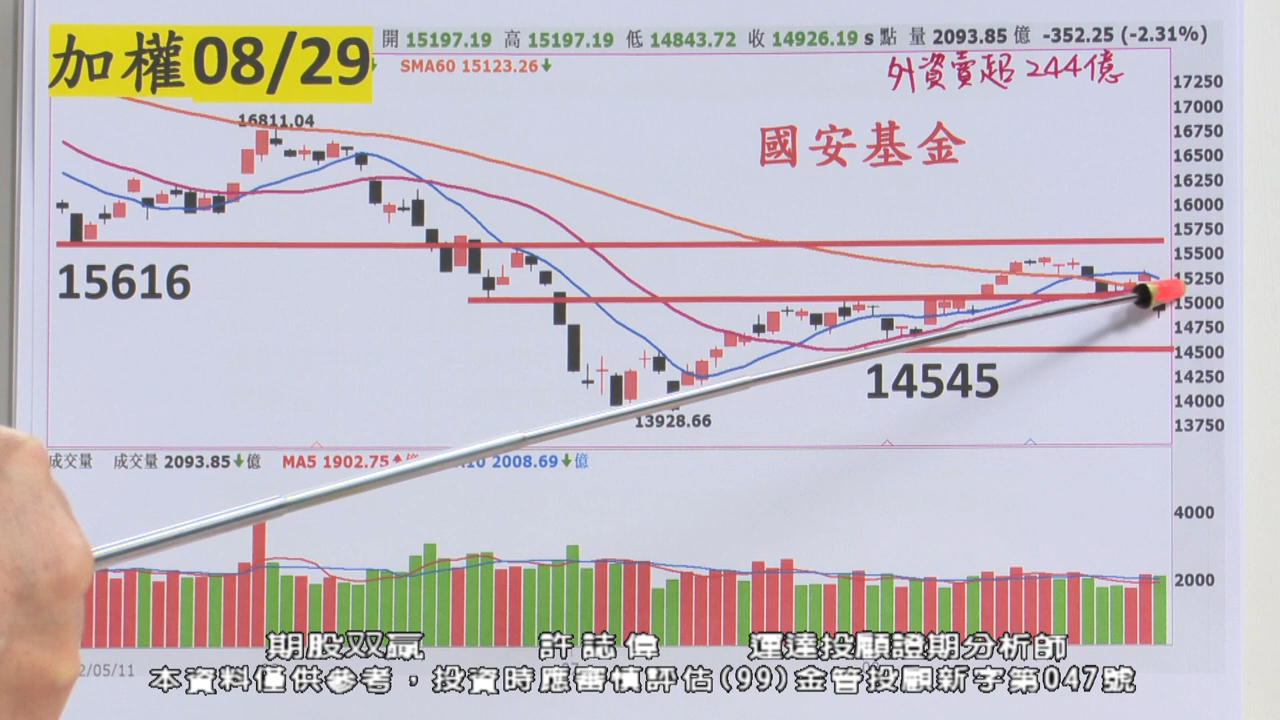 加權08/29
開 15197.19 高 15197.19 低 14843.72 收 14926.19 s 點 量 2093.85 億 -352.25 (-2.31%)
SMA60 15123.26↓
外資賣超 244億
國安基金
16811.04
15616
14545
13928.66
17250
17000
16750
16500
16250
16000
15750
15500
15250
15000
14750
14500
14250
14000
13750
成交量 成交量 2093.85↓億 MA5 1902.75↑ 10 2008.69↓億
4000
2000
2/05/11
期股双贏 許誌偉 運達投顧證期分析師
本資料僅供參考，投資時應審慎評估(99)金管投顧新字第047號